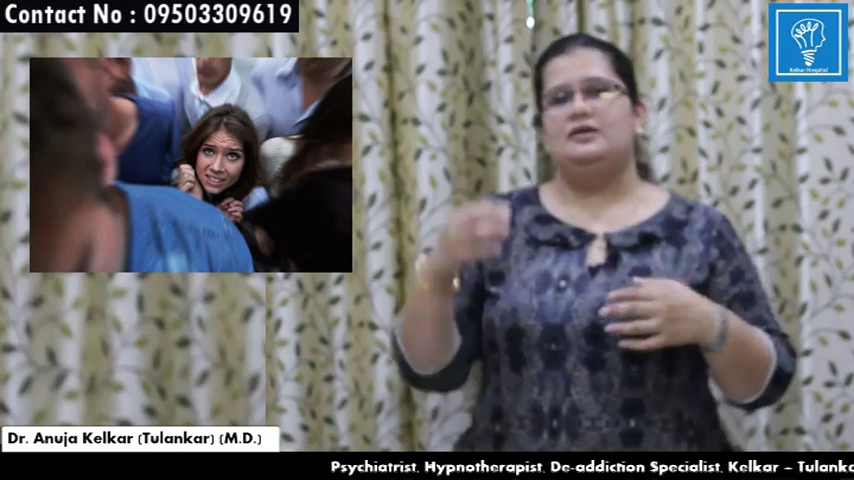 Contact No : 09503309619
Kelkar Hospital
Dr. Anuja Kelkar (Tulankar) (M.D.)
Psychiatrist, Hypnotherapist, De-addiction Specialist, Kelkar – Tulanka